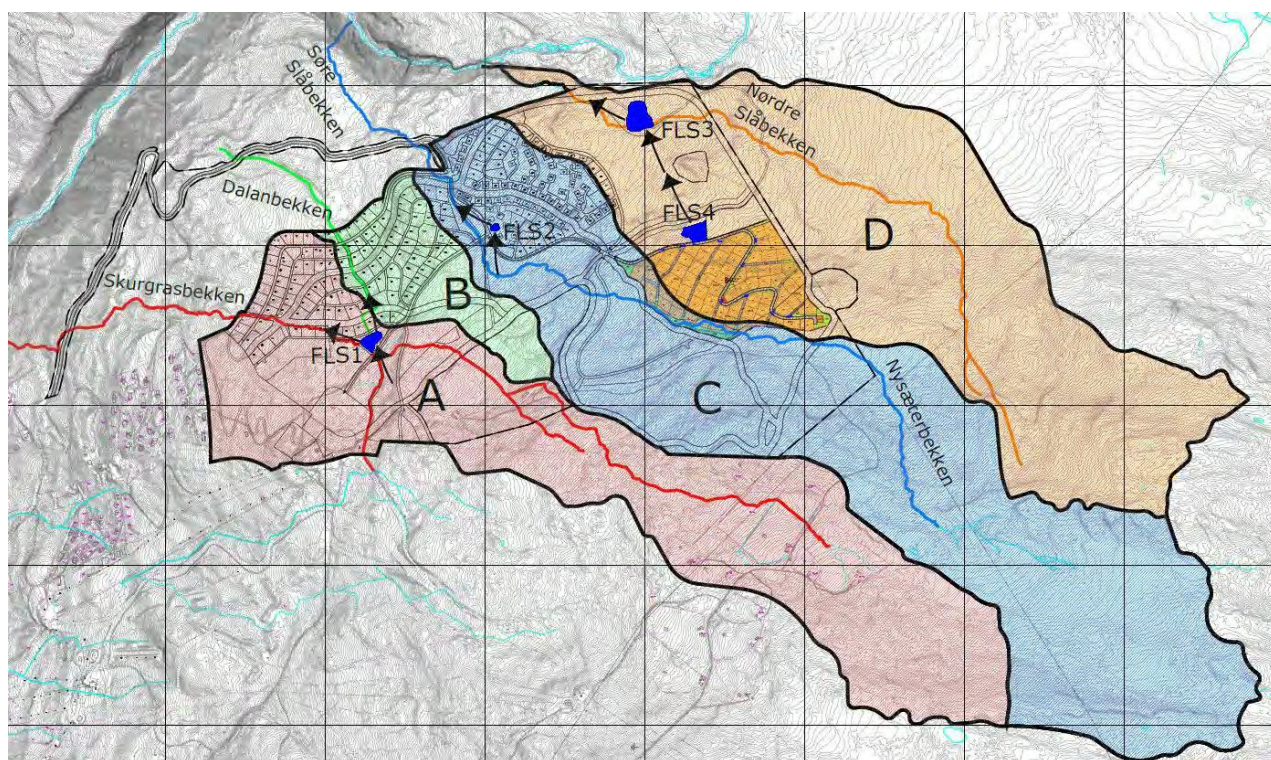 Søre
Slåbekken
Nørdre
Slåbekken
FLS3
Dalanbekken
FLS4
FLS2
D
Skurgrasbekken
B
FLS1
A
C
Nysæterbekken